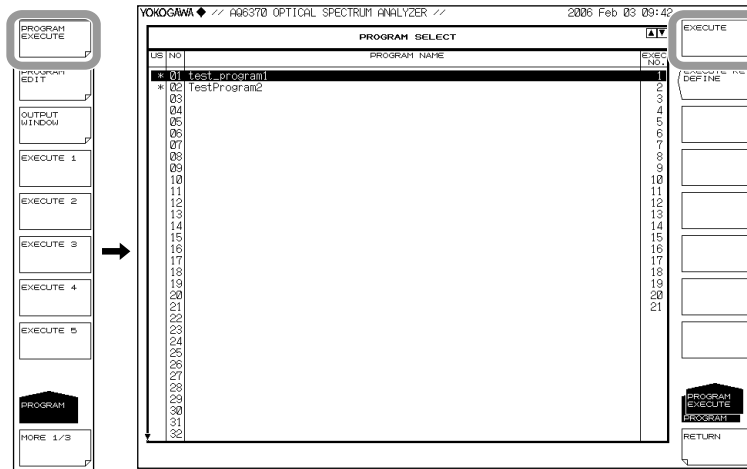 PROGRAM
EXECUTE
PROGRAM
EDIT
OUTPUT
WINDOW
EXECUTE 1
EXECUTE 2
EXECUTE 3
EXECUTE 4
EXECUTE 5
PROGRAM
MORE 1/3
YOKOGAWA ◆ // AQ6370 OPTICAL SPECTRUM ANALYZER // 2006 Feb 03 09:42
PROGRAM SELECT ▲▼
US NO PROGRAM NAME EXEC NO.
* 01 test_program1 1
* 02 TestProgram2 2
03 3
04 4
05 5
06 6
07 7
08 8
09 9
10 10
11 11
12 12
13 13
14 14
15 15
16 16
17 17
18 18
19 19
20 20
21 21
22
23
24
25
26
27
28
29
30
31
32
EXECUTE
EXECUTE KE
DEFINE
PROGRAM
EXECUTE
PROGRAM
RETURN